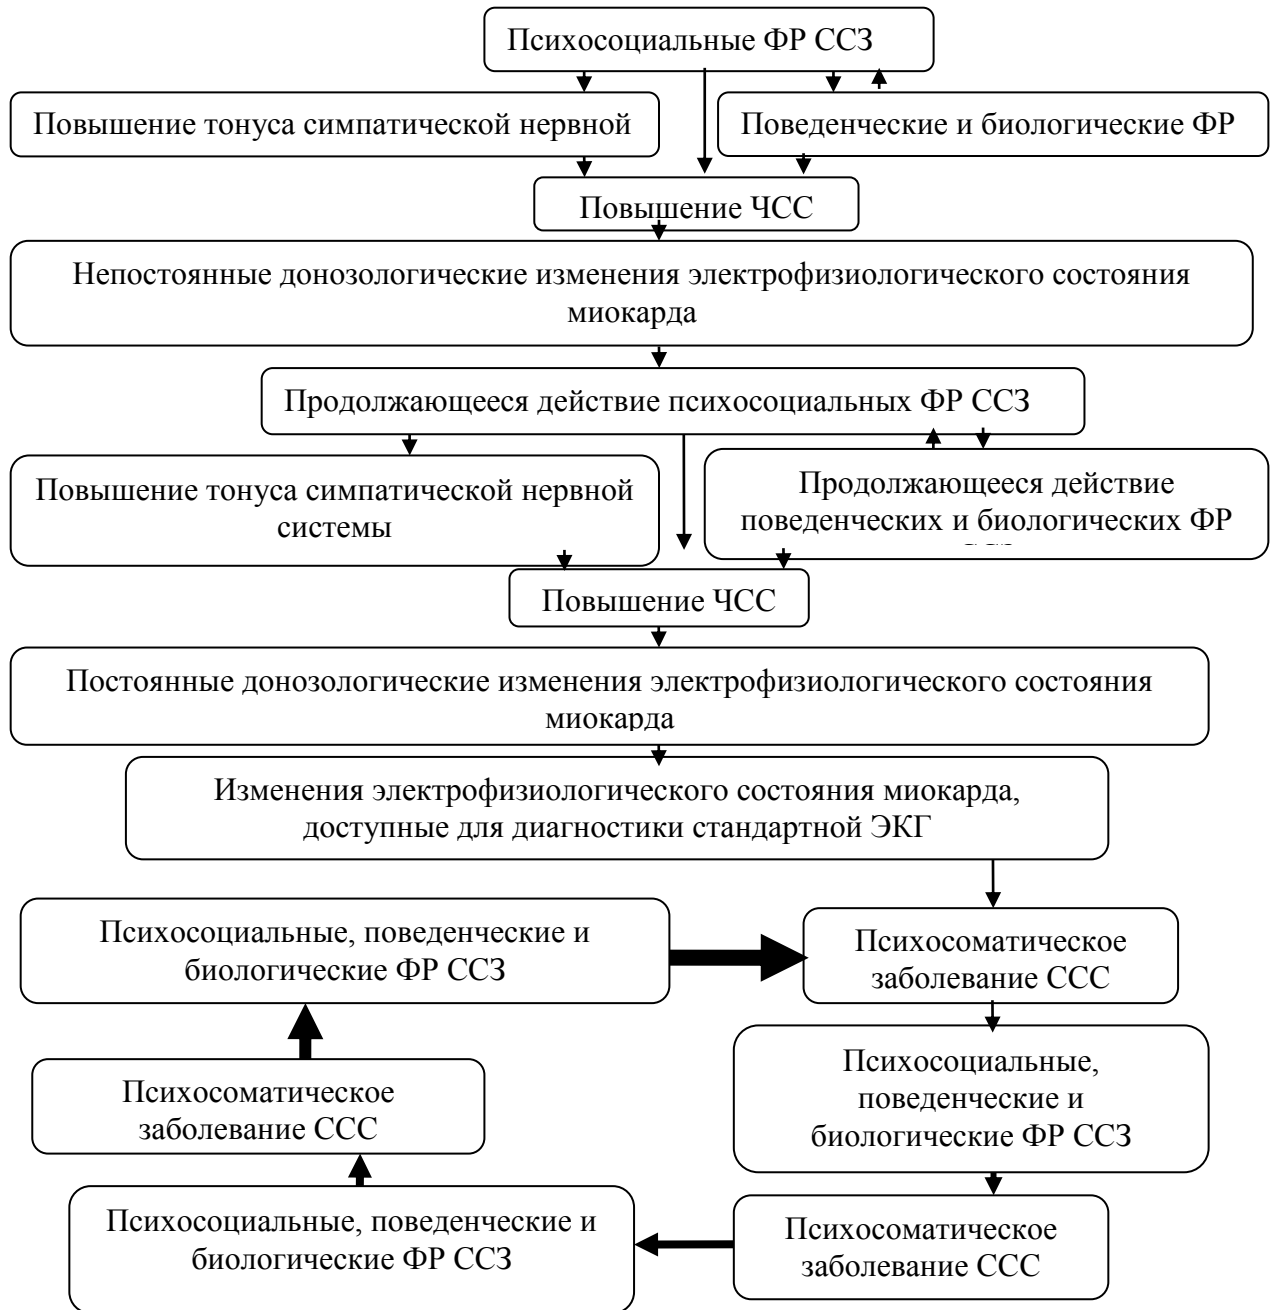 Психосоциальные ФР ССЗ
Повышение тонуса симпатической нервной
Поведенческие и биологические ФР
Повышение ЧСС
Непостоянные донозологические изменения электрофизиологического состояния
миокарда
Продолжающееся действие психосоциальных ФР ССЗ
Повышение тонуса симпатической нервной
системы
Продолжающееся действие
поведенческих и биологических ФР
Повышение ЧСС
Постоянные донозологические изменения электрофизиологического состояния
миокарда
Изменения электрофизиологического состояния миокарда,
доступные для диагностики стандартной ЭКГ
Психосоциальные, поведенческие и
биологические ФР ССЗ
Психосоматическое
заболевание ССС
Психосоциальные,
поведенческие и
биологические ФР ССЗ
Психосоматическое
заболевание ССС
Психосоциальные, поведенческие и
биологические ФР ССЗ
Психосоматическое
заболевание ССС